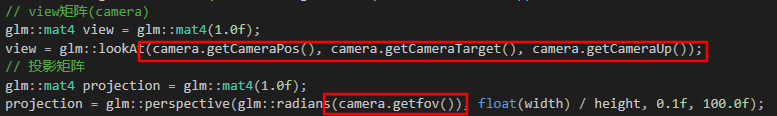 // view矩阵(camera)
glm::mat4 view = glm::mat4(1.0f);
view = glm::lookAt(camera.getCameraPos(), camera.getCameraTarget(), camera.getCameraUp());
// 投影矩阵
glm::mat4 projection = glm::mat4(1.0f);
projection = glm::perspective(glm::radians(camera.getfov()), float(width) / height, 0.1f, 100.0f);